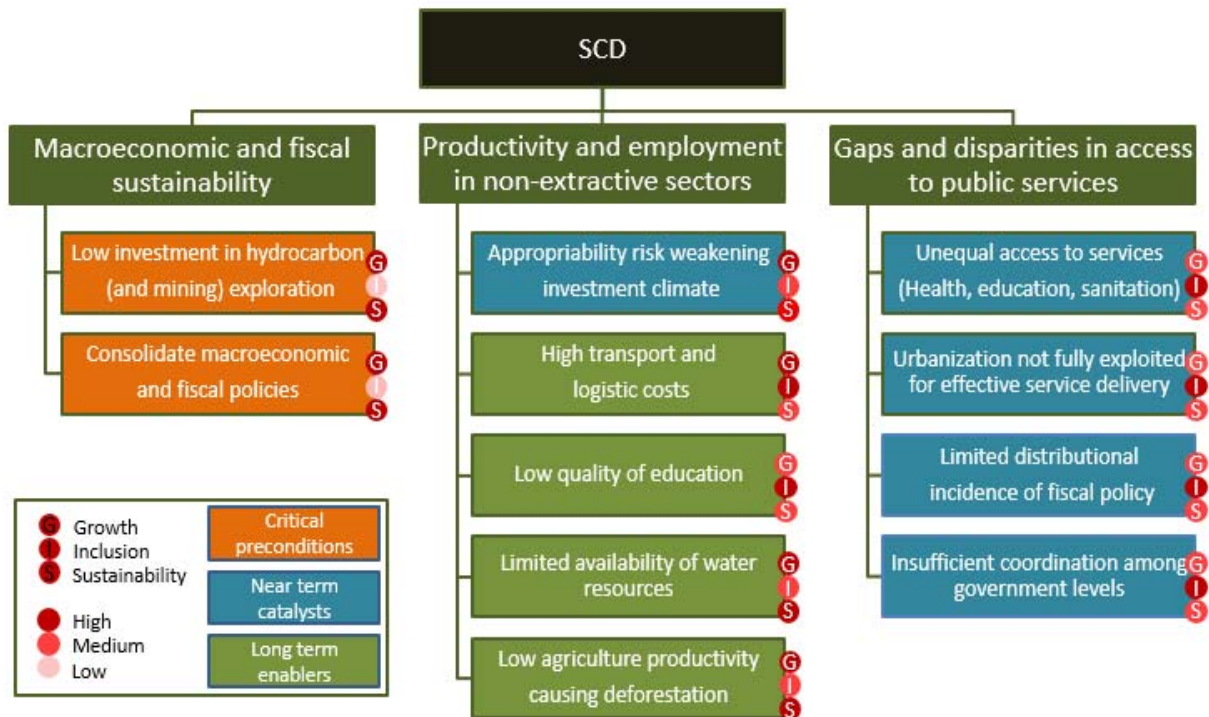 SCD
Macroeconomic and fiscal
sustainability
Low investment in hydrocarbon
(and mining) exploration
G
I
S
Consolidate macroeconomic
and fiscal policies
G
I
S
Productivity and employment
in non-extractive sectors
Appropriability risk weakening
investment climate
G
I
S
High transport and
logistic costs
G
I
S
Low quality of education
G
I
S
Limited availability of water
resources
G
I
S
Low agriculture productivity
causing deforestation
G
I
S
Gaps and disparities in access
to public services
Unequal access to services
(Health, education, sanitation)
G
I
S
Urbanization not fully exploited
for effective service delivery
G
I
S
Limited distributional
incidence of fiscal policy
G
I
S
Insufficient coordination among
government levels
G
I
S
G Growth
I Inclusion
S Sustainability
High
Medium
Low
Critical
preconditions
Near term
catalysts
Long term
enablers